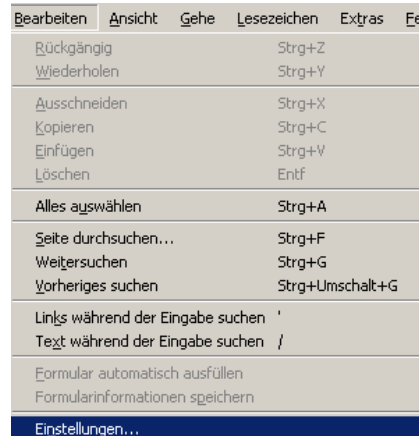 Bearbeiten Ansicht Gehe Lesezeichen Extras Fe
Rückgängig Strg+Z
Wiederholen Strg+Y
Ausschneiden Strg+X
Kopieren Strg+C
Einfügen Strg+V
Löschen Entf
Alles auswählen Strg+A
Seite durchsuchen... Strg+F
Weitersuchen Strg+G
Vorheriges suchen Strg+Umschalt+G
Links während der Eingabe suchen '
Text während der Eingabe suchen /
Formular automatisch ausfüllen
Formularinformationen speichern
Einstellungen...